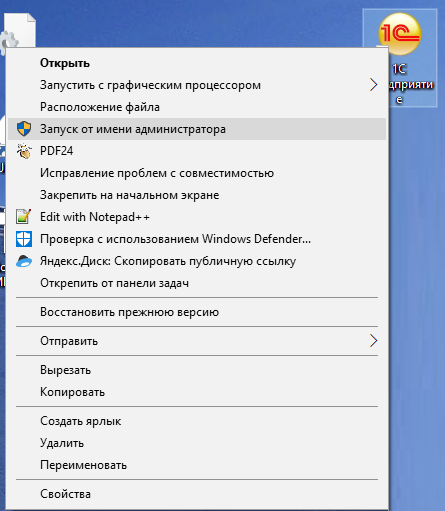 1С
Открыть
Запустить с графическим процессором
Расположение файла
Запуск от имени администратора
PDF24
Исправление проблем с совместимостью
Закрепить на начальном экране
Edit with Notepad++
Проверка с использованием Windows Defender...
Яндекс.Диск: Скопировать публичную ссылку
Открепить от панели задач
Восстановить прежнюю версию
Отправить
Вырезать
Копировать
Создать ярлык
Удалить
Переименовать
Свойства